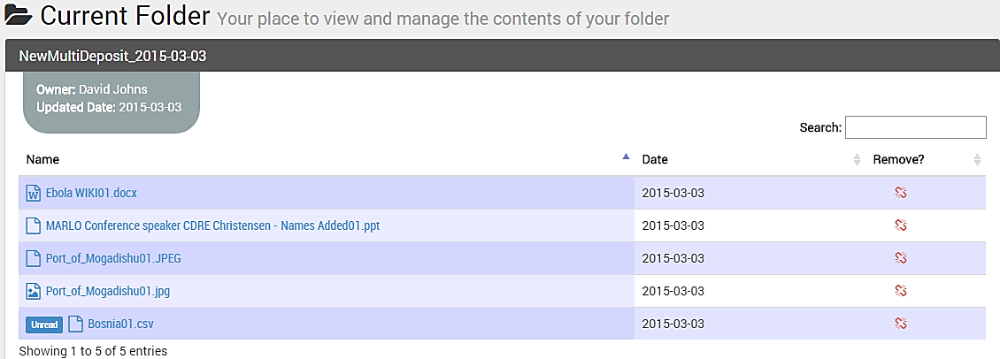 Current Folder Your place to view and manage the contents of your folder
NewMultiDeposit_2015-03-03
Owner: David Johns
Updated Date: 2015-03-03
Search:
Name Date Remove?
Ebola WIKI01.docx 2015-03-03
MARLO Conference speaker CDRE Christensen - Names Added01.ppt 2015-03-03
Port_of_Mogadishu01.JPEG 2015-03-03
Port_of_Mogadishu01.jpg 2015-03-03
Unread Bosnia01.csv 2015-03-03
Showing 1 to 5 of 5 entries